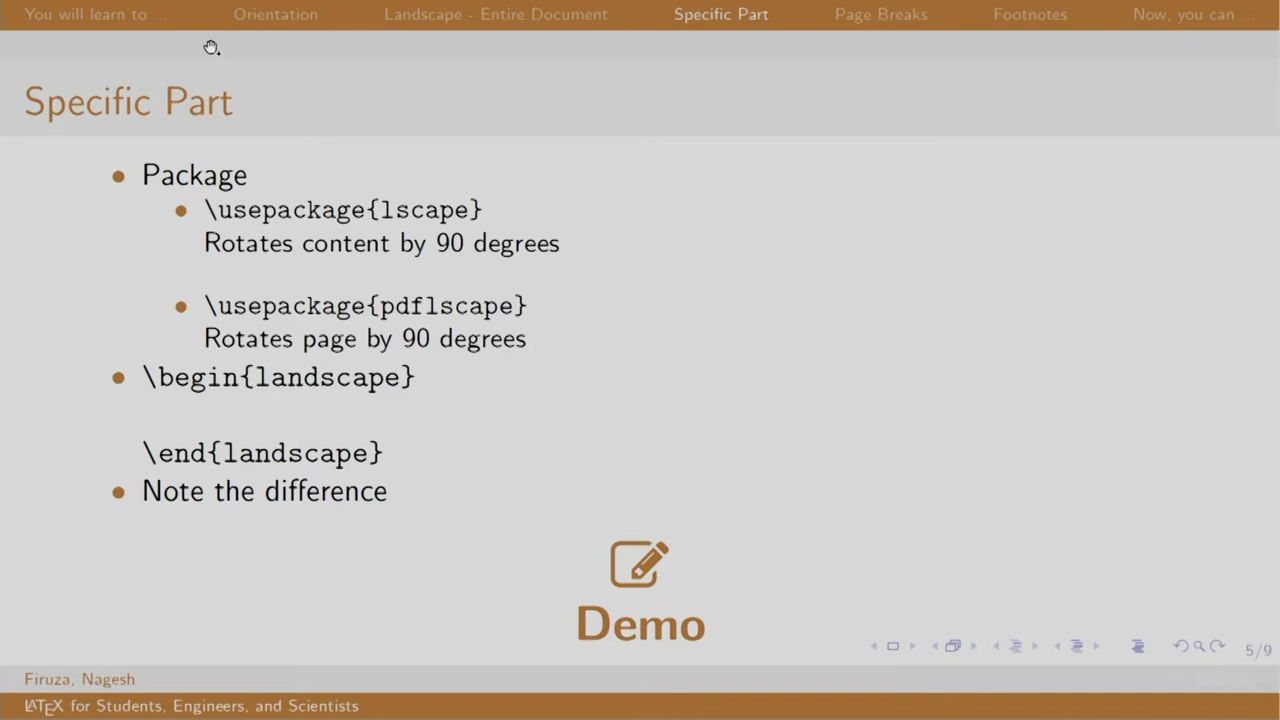 You will learn to ... Orientation Landscape - Entire Document Specific Part Page Breaks Footnotes Now, you can ...
Specific Part
Package
\usepackage{lscape}
Rotates content by 90 degrees
\usepackage{pdflscape}
Rotates page by 90 degrees
\begin{landscape}
\end{landscape}
Note the difference
Demo
5/9
Firuza, Nagesh
LATEX for Students, Engineers, and Scientists